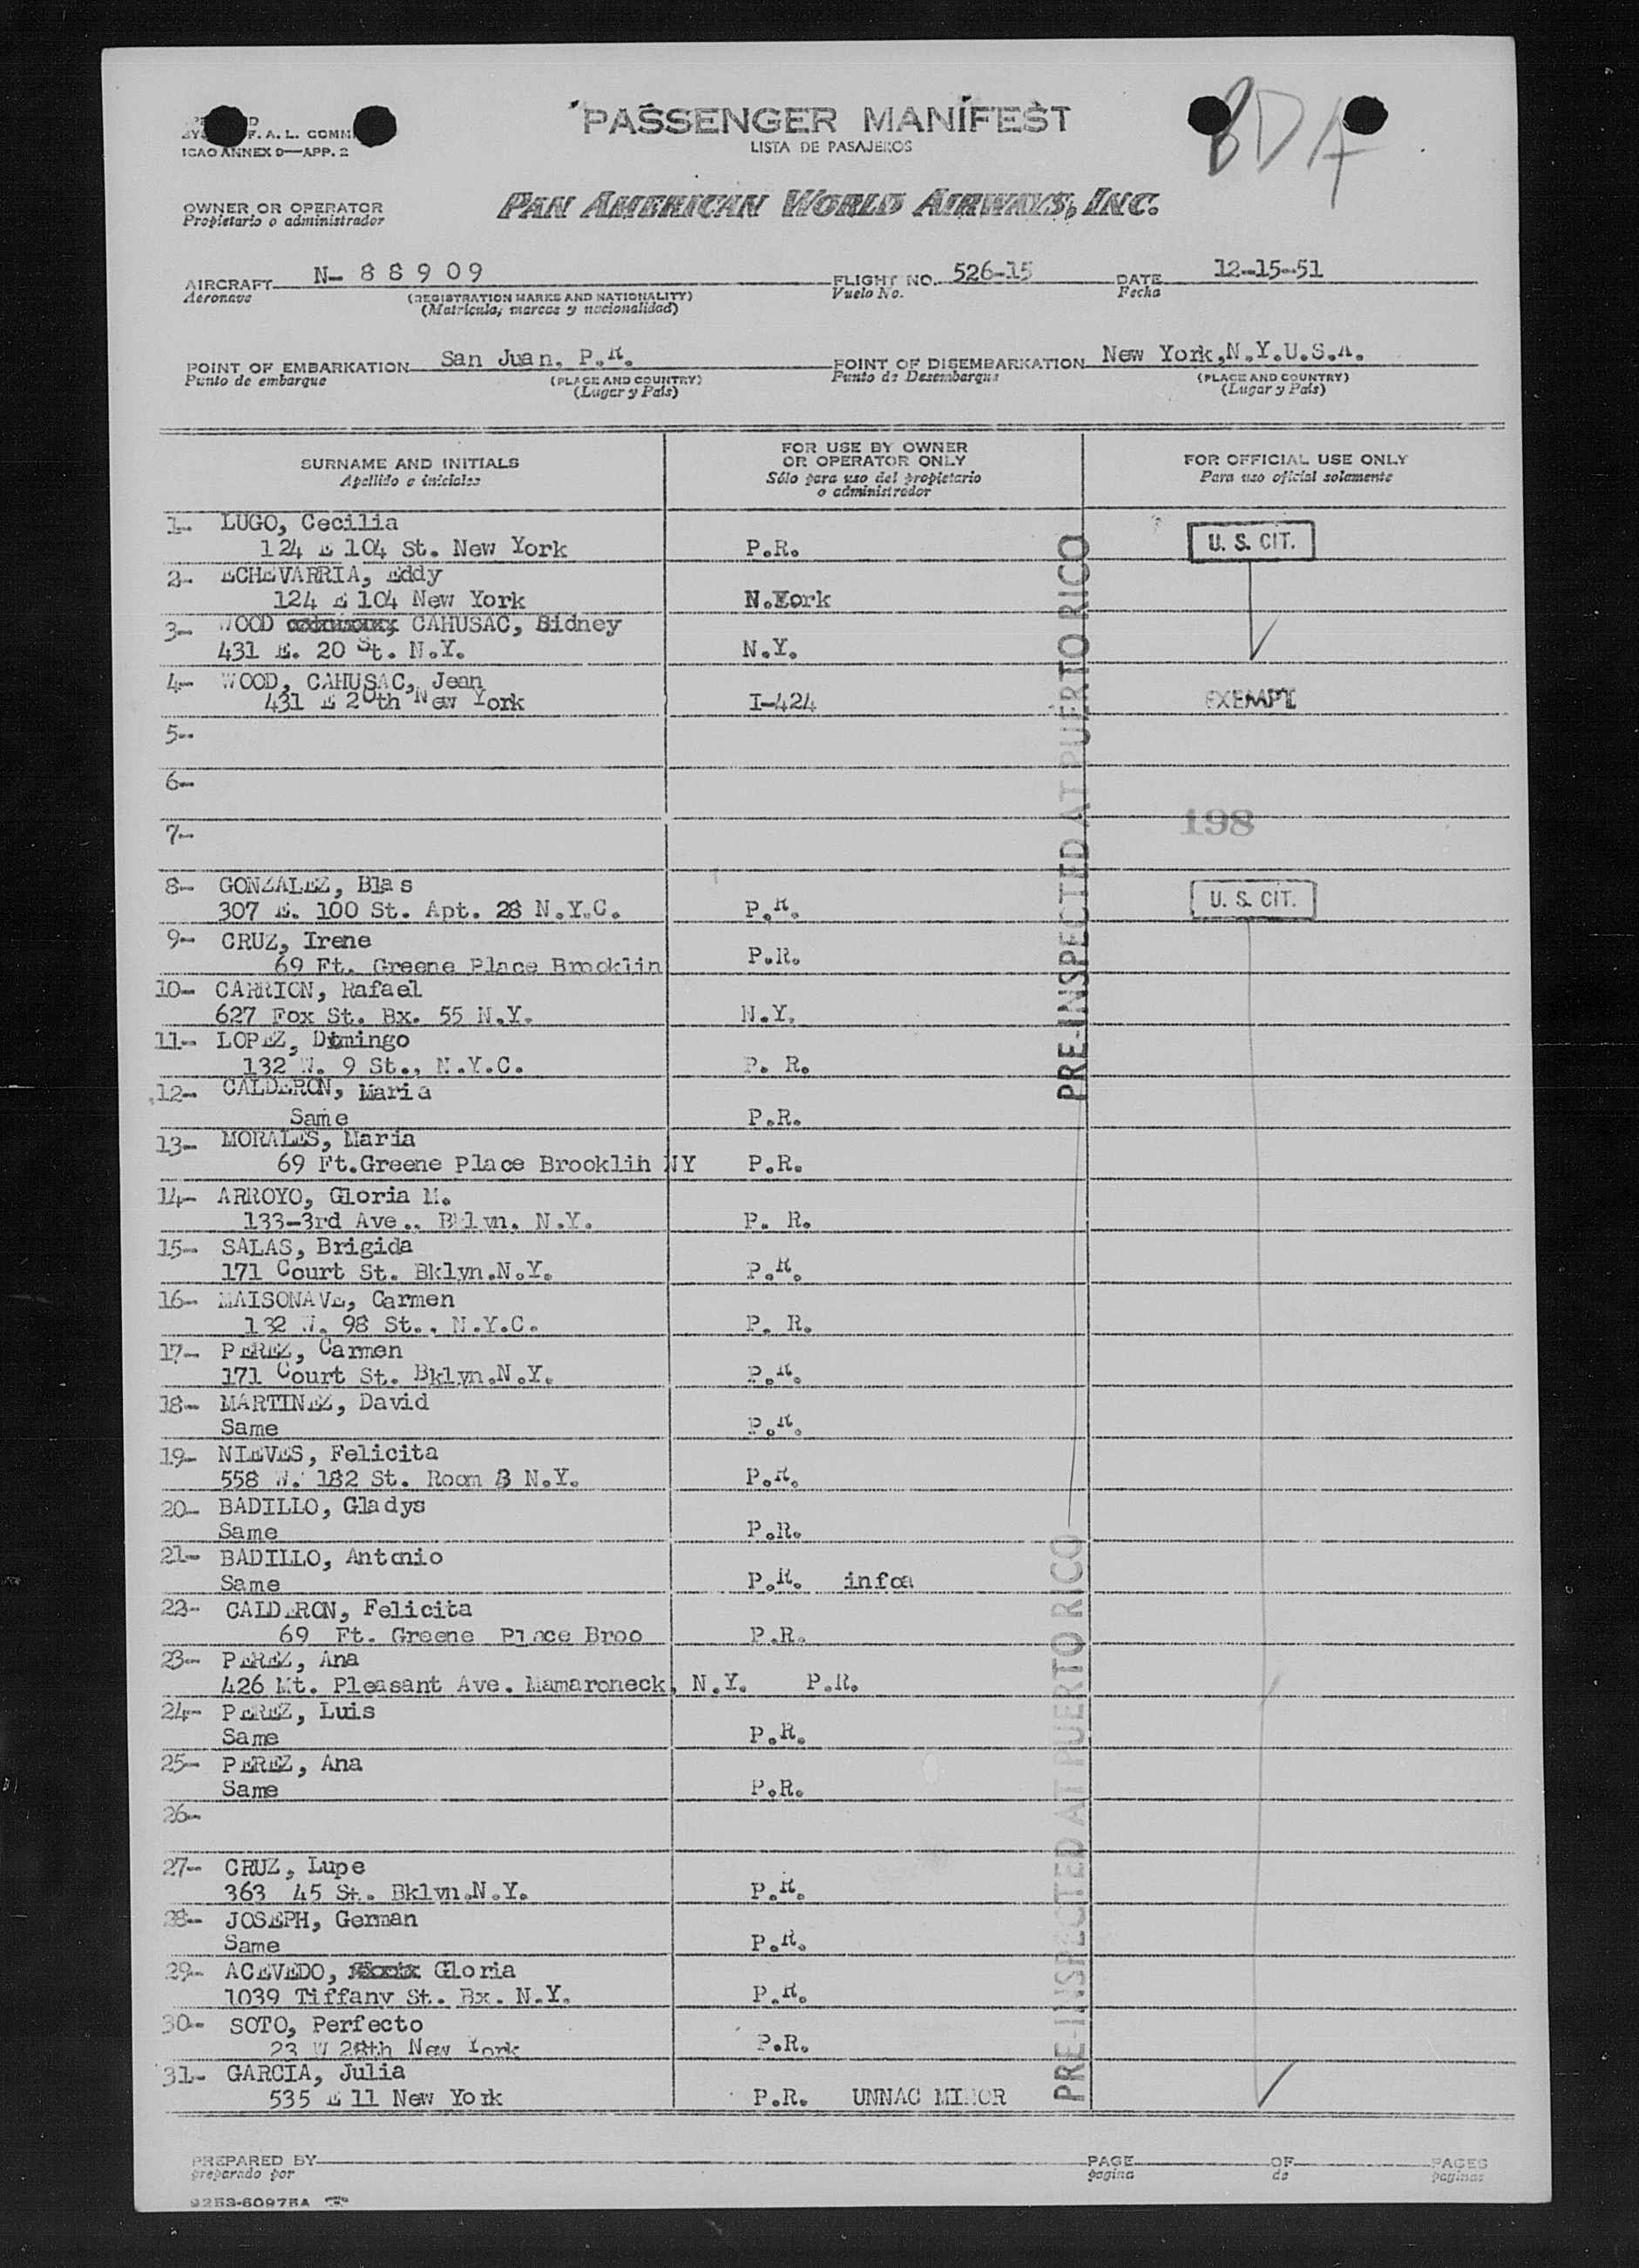 F. A. L. COMM
ICAO ANNEX 9—APP. 2
PASSENGER MANIFEST
LISTA DE PASAJEROS
BDA
OWNER OR OPERATOR
Propietario o administrador
PAN AMERICAN WORLD AIRWAYS, INC.
AIRCRAFT N- 88909 FLIGHT NO. 526-15 DATE 12-15-51
Aeronave (REGISTRATION MARKS AND NATIONALITY) Vuelo No. Fecha
(Matricula, marcas y nacionalidad)
POINT OF EMBARKATION San Juan, P.R. POINT OF DISEMBARKATION New York,N.Y.U.S.A.
Punto de embarque (PLACE AND COUNTRY) Punto de Desembarque (PLACE AND COUNTRY)
(Lugar y País) (Lugar y País)
SURNAME AND INITIALS
Apellido e iniciales
FOR USE BY OWNER
OR OPERATOR ONLY
Sólo para uso del propietario
o administrador
FOR OFFICIAL USE ONLY
Para uso oficial solamente
1- LUGO, Cecilia
124 E 104 St. New York P.R. U. S. CIT.
2- ECHEVARRIA, Eddy
124 E 104 New York N.York
3- WOOD CAHUSAC, Sidney
431 E. 20 St. N.Y. N.Y.
4- WOOD, CAHUSAC, Jean
431 E 20th New York I-424 EXEMPT
5-
6-
7- 198
8- GONZALEZ, Blas
307 E. 100 St. Apt. 28 N.Y.C. P.R. U. S. CIT.
9- CRUZ, Irene
69 Ft. Greene Place Brooklin P.R.
10- CARRION, Rafael
627 Fox St. Bx. 55 N.Y. N.Y.
11- LOPEZ, Domingo
132 W. 9 St., N.Y.C. P. R.
12- CALDERON, Maria
Same P.R.
13- MORALES, Maria
69 Ft.Greene Place Brooklin NY P.R.
14- ARROYO, Gloria M.
133-3rd Ave., Bklyn, N.Y. P. R.
15- SALAS, Brigida
171 Court St. Bklyn.N.Y. P.R.
16- MAISONAVE, Carmen
132 W. 98 St., N.Y.C. P. R.
17- PEREZ, Carmen
171 Court St. Bklyn.N.Y. P.R.
18- MARTINEZ, David
Same P.R.
19- NIEVES, Felicita
558 W. 182 St. Room B N.Y. P.R.
20- BADILLO, Gladys
Same P.R.
21- BADILLO, Antonio
Same P.R. infoa
22- CALDERON, Felicita
69 Ft. Greene Place Broo P.R.
23- PEREZ, Ana
426 Mt. Pleasant Ave. Mamaroneck, N.Y. P.R.
24- PEREZ, Luis
Same P.R.
25- PEREZ, Ana
Same P.R.
26-
27- CRUZ, Lupe
363 45 St. Bklyn.N.Y. P.R.
28- JOSEPH, German
Same P.R.
29- ACEVEDO, Gloria
1039 Tiffany St. Bx. N.Y. P.R.
30- SOTO, Perfecto
23 W 28th New York P.R.
31- GARCIA, Julia
535 E 11 New York P.R. UNNAC MINOR
PRE-INSPECTED AT PUERTO RICO
PRE-INSPECTED AT PUERTO RICO
PREPARED BY PAGE OF PAGES
preparado por pagina de paginas
9253-60975A